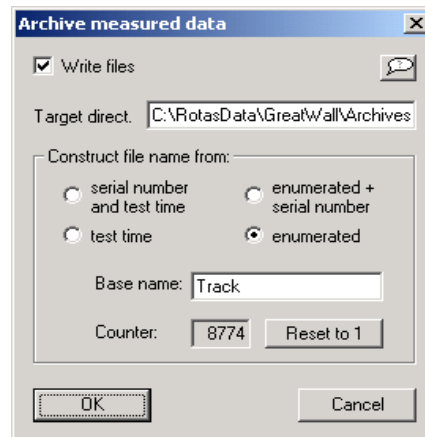 Archive measured data
Write files
Target direct. C:\RotasData\GreatWall\Archives
Construct file name from:
serial number
and test time
enumerated +
serial number
test time
enumerated
Base name: Track
Counter: 8774 Reset to 1
OK Cancel